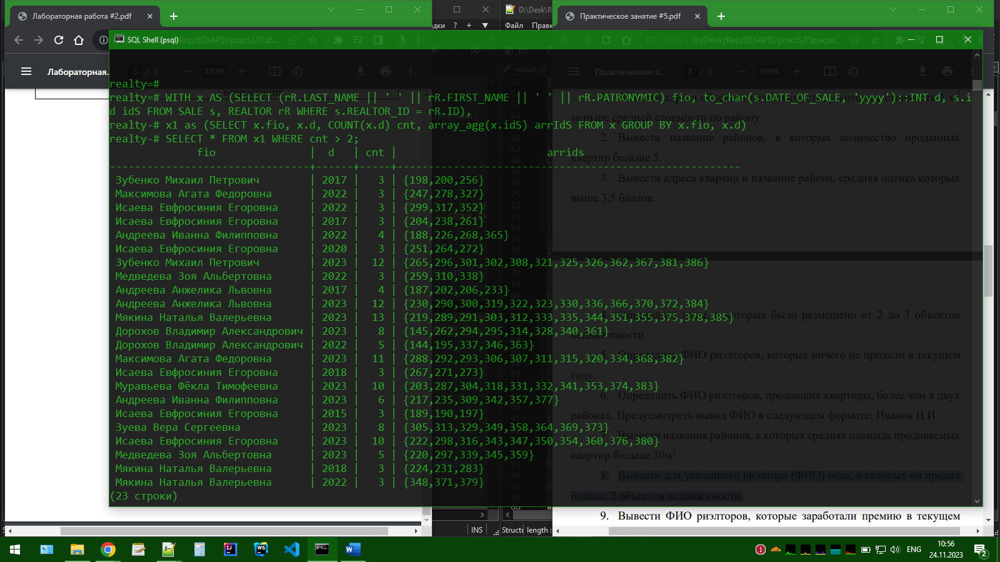 Лабораторная работа #2.pdf
Практическое занятие #5.pdf
D:\Desk\R
Файл Правк
дки ? + ▼
SQL Shell (psql)
Rep/BDiAPD/pract2/Лаб...
Файл D:/Desk/Rep/BDiAPD/pract5/Практи...
Лабораторная...
3 / 3
100%
новый 16
Практическое з...
3 / 5
100%
realty=#
realty=# WITH x AS (SELECT (rR.LAST_NAME || ' ' || rR.FIRST_NAME || ' ' || rR.PATRONYMIC) fio, to_char(s.DATE_OF_SALE, 'yyyy')::INT d, s.i
d idS FROM SALE s, REALTOR rR WHERE s.REALTOR_ID = rR.ID),
realty-# x1 as (SELECT x.fio, x.d, COUNT(x.d) cnt, array_agg(x.idS) arrIdS FROM x GROUP BY x.fio, x.d)
realty-# SELECT * FROM x1 WHERE cnt > 2;
fio | d | cnt | arrids
Зубенко Михаил Петрович | 2017 | 3 | {198,200,256}
Максимова Агата Федоровна | 2022 | 3 | {247,278,327}
Исаева Евфросиния Егоровна | 2022 | 3 | {299,317,352}
Исаева Евфросиния Егоровна | 2017 | 3 | {204,238,261}
Андреева Иванна Филипповна | 2022 | 4 | {188,226,268,365}
Исаева Евфросиния Егоровна | 2020 | 3 | {251,264,272}
Зубенко Михаил Петрович | 2023 | 12 | {265,296,301,302,308,321,325,326,362,367,381,386}
Медведева Зоя Альбертовна | 2022 | 3 | {259,310,338}
Андреева Анжелика Львовна | 2017 | 4 | {187,202,206,233}
Андреева Анжелика Львовна | 2023 | 12 | {230,290,300,319,322,323,330,336,366,370,372,384}
Мякина Наталья Валерьевна | 2023 | 13 | {219,289,291,303,312,333,335,344,351,355,375,378,385}
Дорохов Владимир Александрович | 2023 | 8 | {145,262,294,295,314,328,340,361}
Дорохов Владимир Александрович | 2022 | 5 | {144,195,337,346,363}
Максимова Агата Федоровна | 2023 | 11 | {288,292,293,306,307,311,315,320,334,368,382}
Исаева Евфросиния Егоровна | 2018 | 3 | {267,271,273}
Муравьева Фёкла Тимофеевна | 2023 | 10 | {203,287,304,318,331,332,341,353,374,383}
Андреева Иванна Филипповна | 2023 | 6 | {217,235,309,342,357,377}
Исаева Евфросиния Егоровна | 2015 | 3 | {189,190,197}
Зуева Вера Сергеевна | 2023 | 8 | {305,313,329,349,358,364,369,373}
Исаева Евфросиния Егоровна | 2023 | 10 | {222,298,316,343,347,350,354,360,376,380}
Медведева Зоя Альбертовна | 2023 | 5 | {220,297,339,345,359}
Мякина Наталья Валерьевна | 2018 | 3 | {224,231,283}
Мякина Наталья Валерьевна | 2022 | 3 | {348,371,379}
(23 строки)
меньше средней стоимости по району.
2. Вывести название районов, в которых количество проданных
квартир больше 5.
3. Вывести адреса квартир и название района, средняя оценка которых
выше 3,5 баллов.
которых было размещено от 2 до 3 объектов
недвижимости.
5. ФИО риэлторов, которые ничего не продали в текущем
году.
6. Определить ФИО риэлторов, продавших квартиры, более чем в двух
районах. Предусмотреть вывод ФИО в следующем формате: Иванов И.И.
Вывести названия районов, в которых средняя площадь продаваемых
квартир больше 30м².
8. Вывести для указанного риэлтора (ФИО) года, в которых он продал
больше 2 объектов недвижимости.
9. Вывести ФИО риэлторов, которые заработали премию в текущем
INS
Structu length :
ENG
10:56
24.11.2023
2